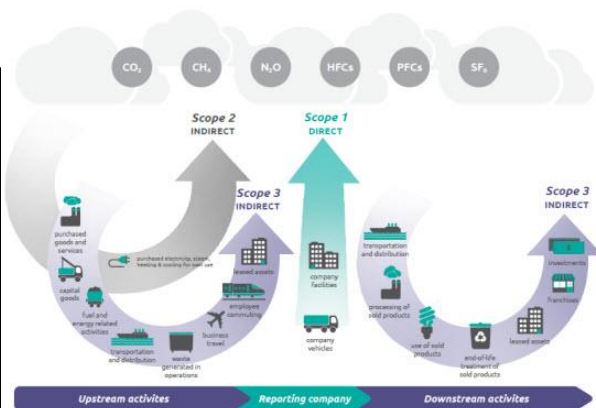 CO₂
CH₄
N₂O
HFCs
PFCs
SF₆
Scope 2
INDIRECT
Scope 1
DIRECT
Scope 3
INDIRECT
Scope 3
INDIRECT
purchased
goods and
services
capital
goods
fuel and
energy related
activities
transportation
and distribution
waste
generated in
operations
business
travel
employee
commuting
leased assets
purchased electricity, steam,
heating & cooling for own use
company
facilities
company
vehicles
transportation
and distribution
processing of
sold products
use of sold
products
end-of-life
treatment of
sold products
leased assets
franchises
investments
Upstream activites
Reporting company
Downstream activites